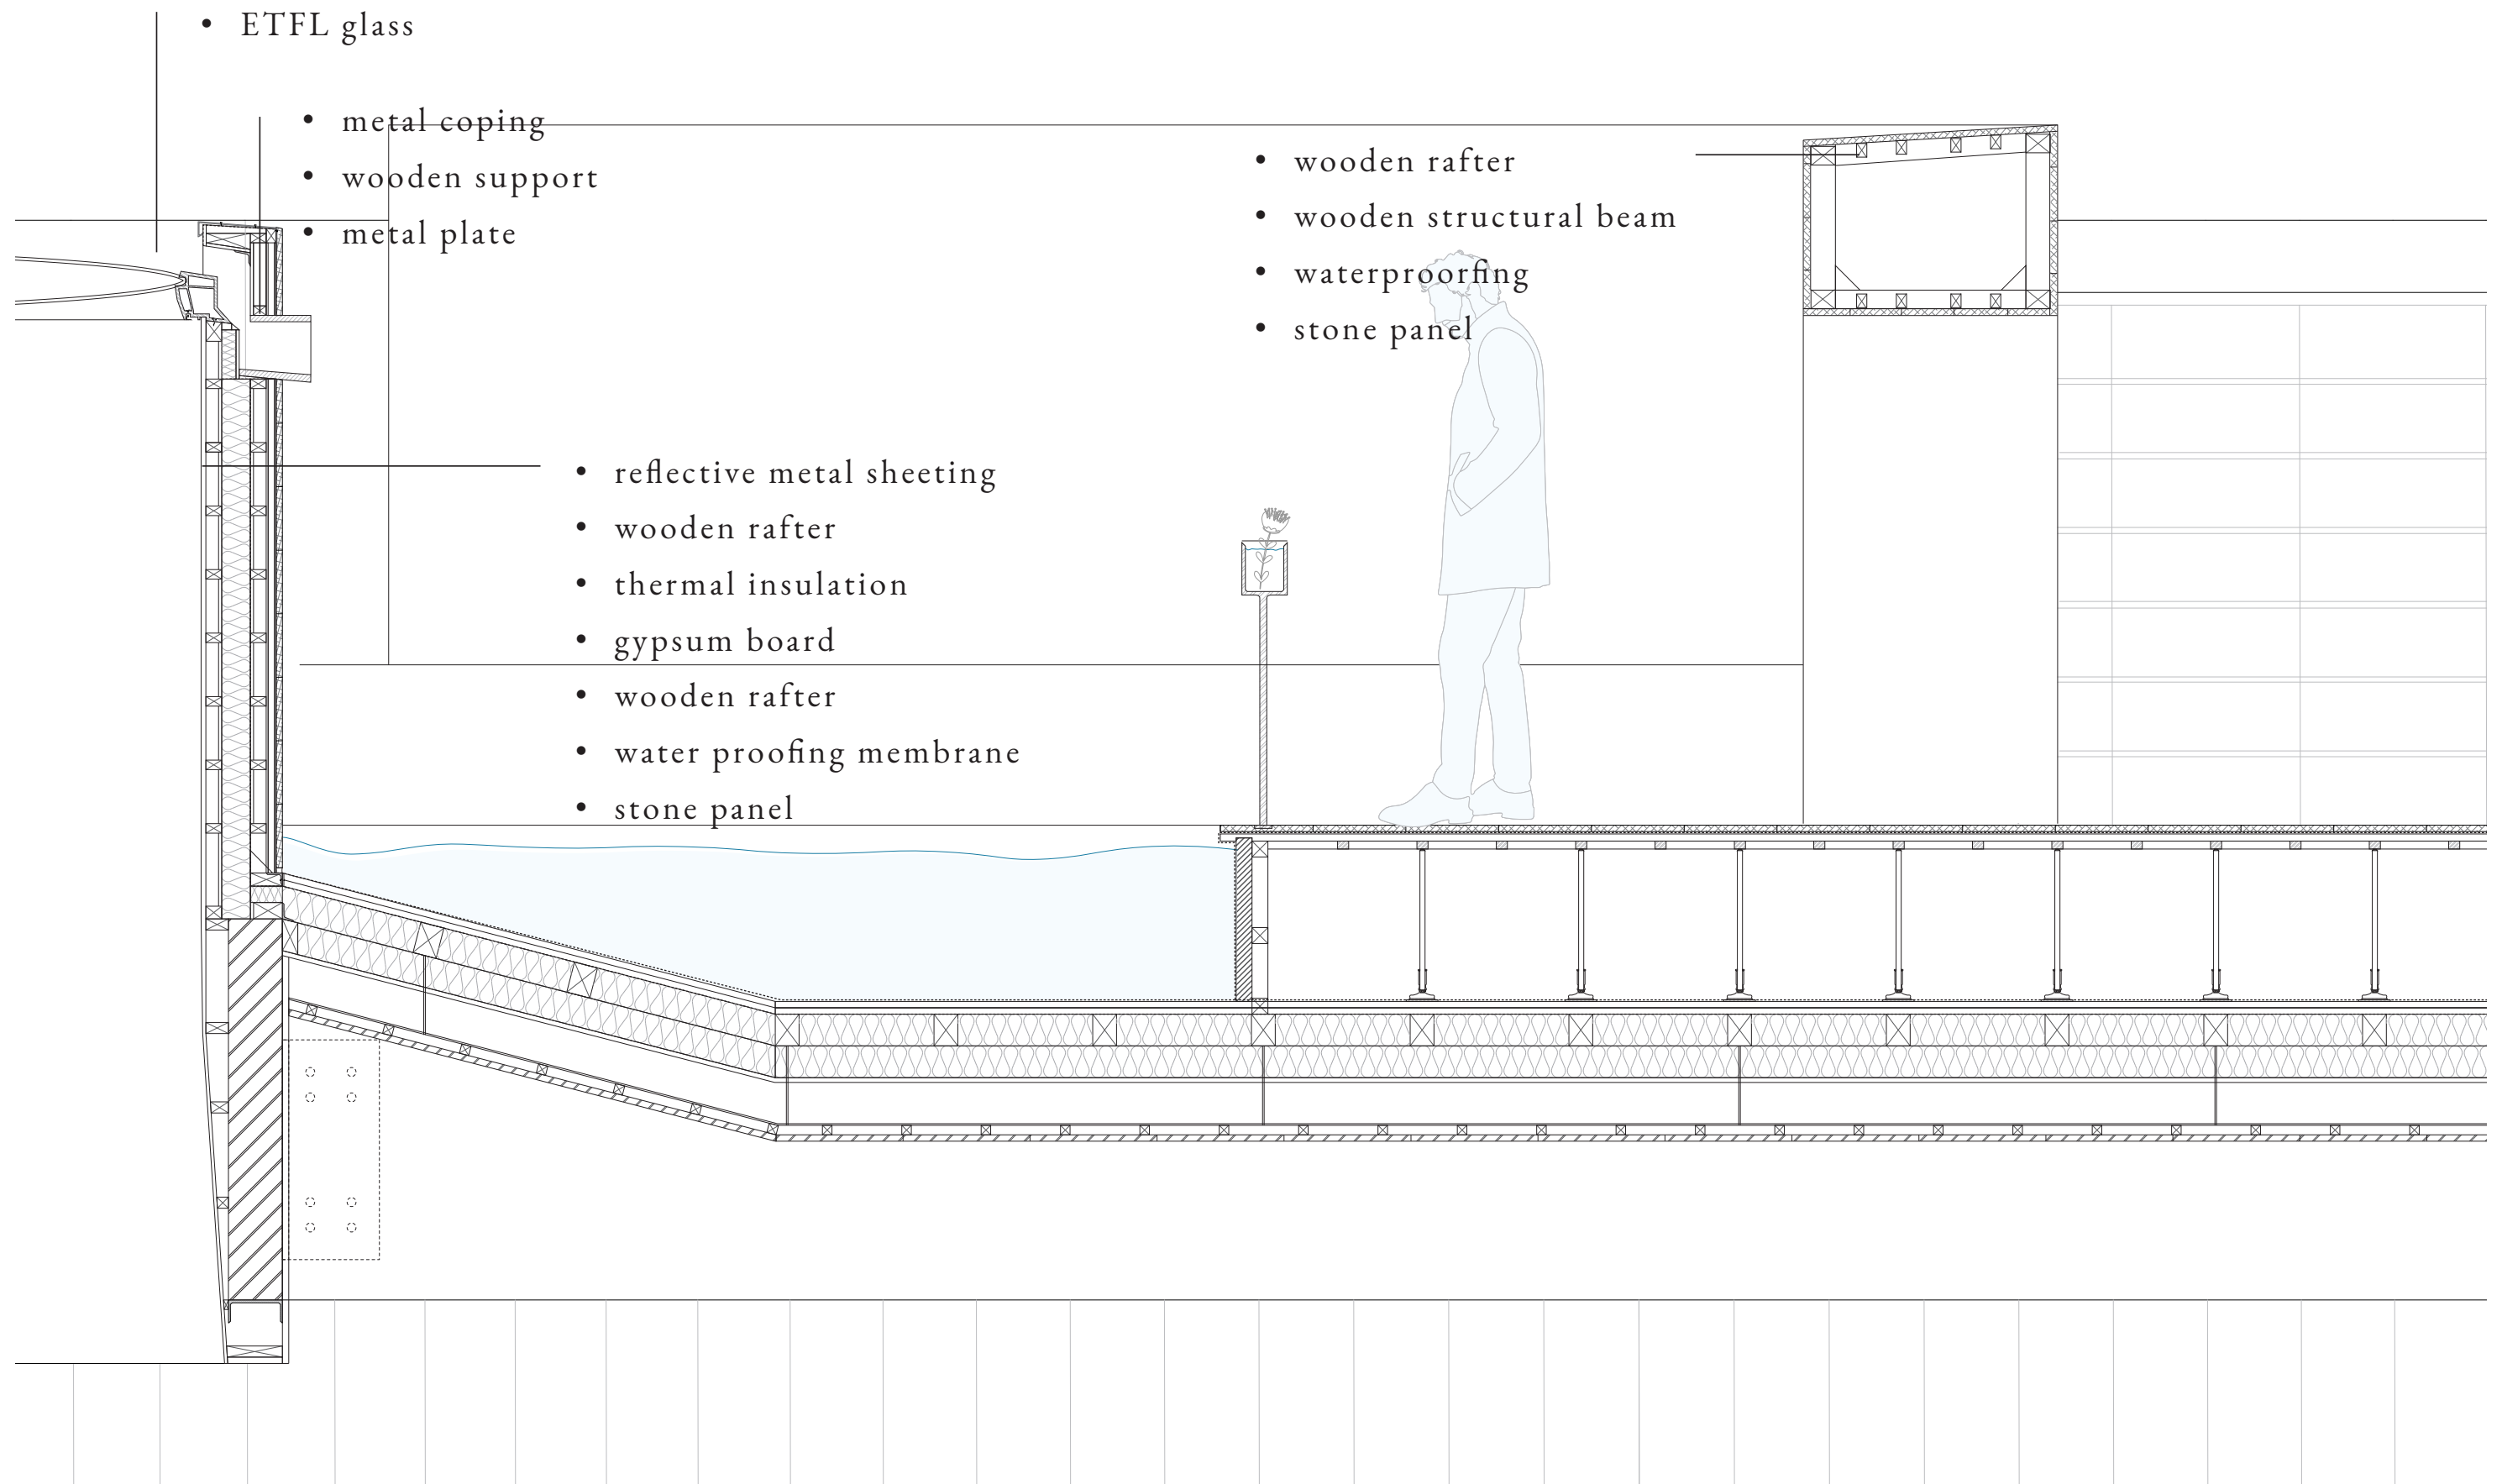 • ETFL glass
• metal coping
• wooden support
• metal plate
• wooden rafter
• wooden structural beam
• waterproorfing
• stone panel
• reflective metal sheeting
• wooden rafter
• thermal insulation
• gypsum board
• wooden rafter
• water proofing membrane
• stone panel